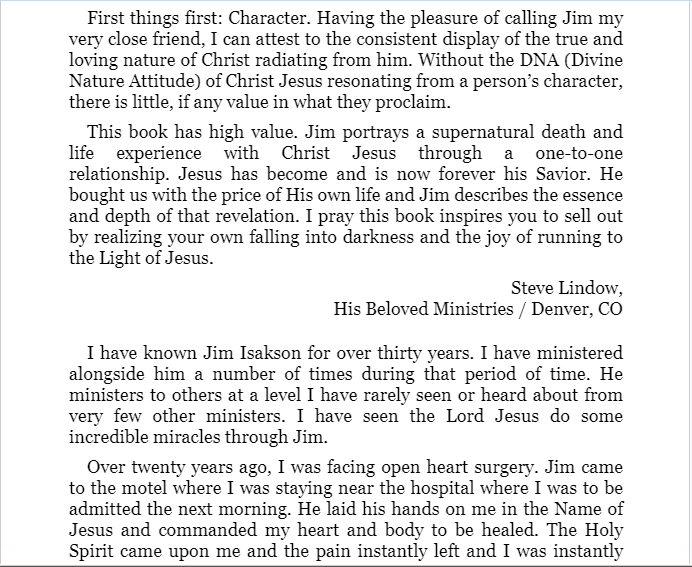 First things first: Character. Having the pleasure of calling Jim my
very close friend, I can attest to the consistent display of the true and
loving nature of Christ radiating from him. Without the DNA (Divine
Nature Attitude) of Christ Jesus resonating from a person’s character,
there is little, if any value in what they proclaim.
This book has high value. Jim portrays a supernatural death and
life experience with Christ Jesus through a one-to-one
relationship. Jesus has become and is now forever his Savior. He
bought us with the price of His own life and Jim describes the essence
and depth of that revelation. I pray this book inspires you to sell out
by realizing your own falling into darkness and the joy of running to
the Light of Jesus.
Steve Lindow,
His Beloved Ministries / Denver, CO
I have known Jim Isakson for over thirty years. I have ministered
alongside him a number of times during that period of time. He
ministers to others at a level I have rarely seen or heard about from
very few other ministers. I have seen the Lord Jesus do some
incredible miracles through Jim.
Over twenty years ago, I was facing open heart surgery. Jim came
to the motel where I was staying near the hospital where I was to be
admitted the next morning. He laid his hands on me in the Name of
Jesus and commanded my heart and body to be healed. The Holy
Spirit came upon me and the pain instantly left and I was instantly